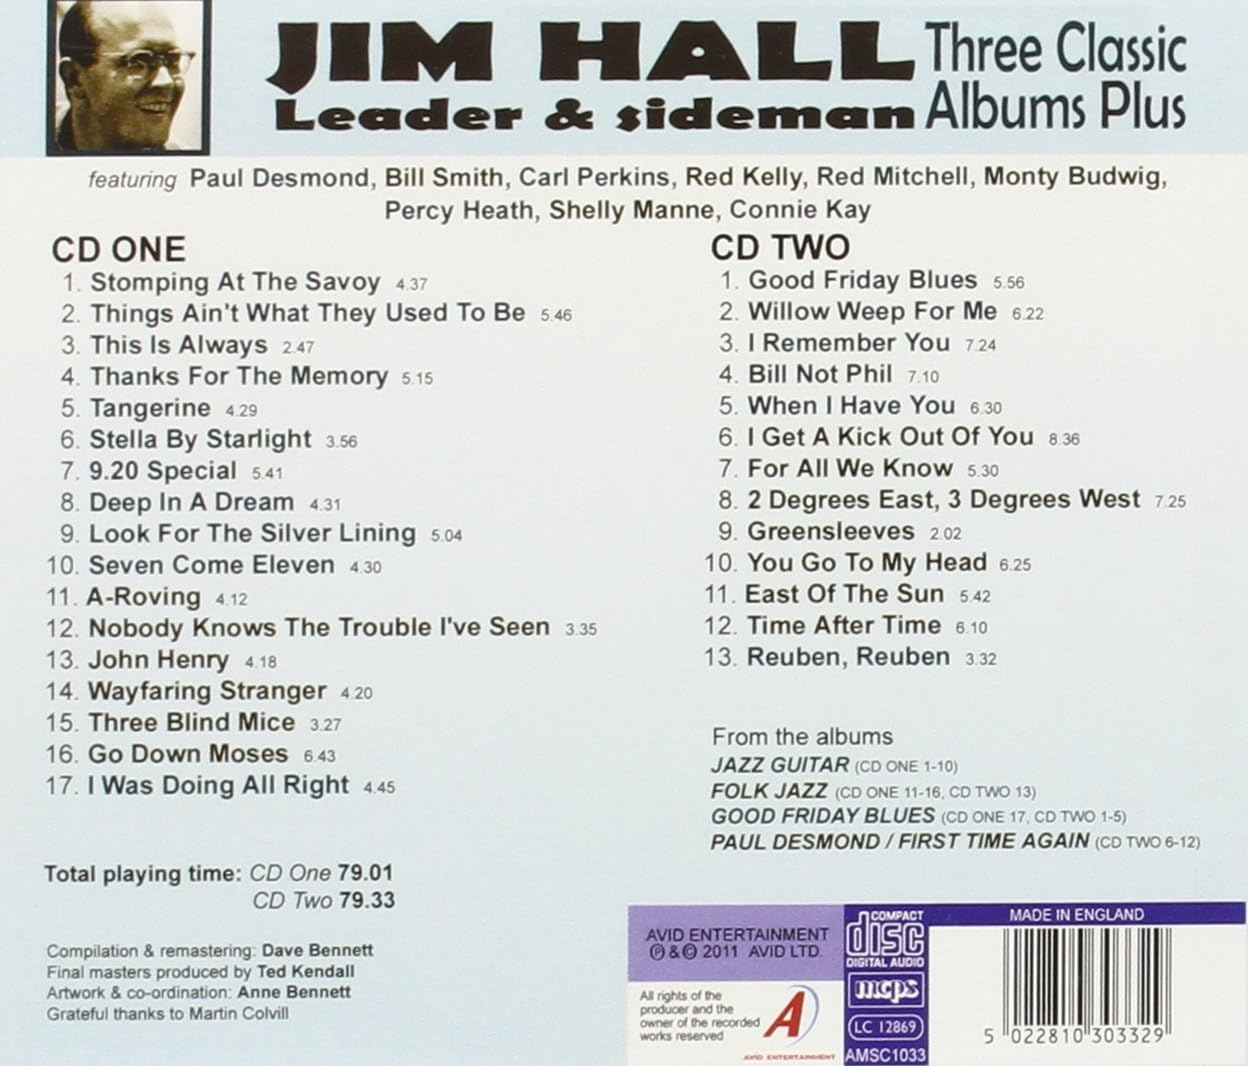 JIM HALL
Leader & sideman
Three Classic
Albums Plus
featuring Paul Desmond, Bill Smith, Carl Perkins, Red Kelly, Red Mitchell, Monty Budwig,
Percy Heath, Shelly Manne, Connie Kay
CD ONE
1. Stomping At The Savoy 4.37
2. Things Ain't What They Used To Be 5.46
3. This Is Always 2.47
4. Thanks For The Memory 5.15
5. Tangerine 4.29
6. Stella By Starlight 3.56
7. 9.20 Special 5.41
8. Deep In A Dream 4.31
9. Look For The Silver Lining 5.04
10. Seven Come Eleven 4.30
11. A-Roving 4.12
12. Nobody Knows The Trouble I've Seen 3.35
13. John Henry 4.18
14. Wayfaring Stranger 4.20
15. Three Blind Mice 3.27
16. Go Down Moses 6.43
17. I Was Doing All Right 4.45
CD TWO
1. Good Friday Blues 5.56
2. Willow Weep For Me 6.22
3. I Remember You 7.24
4. Bill Not Phil 7.10
5. When I Have You 6.30
6. I Get A Kick Out Of You 8.36
7. For All We Know 5.30
8. 2 Degrees East, 3 Degrees West 7.25
9. Greensleeves 2.02
10. You Go To My Head 6.25
11. East Of The Sun 5.42
12. Time After Time 6.10
13. Reuben, Reuben 3.32
From the albums
JAZZ GUITAR (CD ONE 1-10)
FOLK JAZZ (CD ONE 11-16, CD TWO 13)
GOOD FRIDAY BLUES (CD ONE 17, CD TWO 1-5)
PAUL DESMOND / FIRST TIME AGAIN (CD TWO 6-12)
Total playing time: CD One 79.01
CD Two 79.33
Compilation & remastering: Dave Bennett
Final masters produced by Ted Kendall
Artwork & co-ordination: Anne Bennett
Grateful thanks to Martin Colvill
AVID ENTERTAINMENT
℗ & © 2011 AVID LTD.
All rights of the
producer and the
owner of the recorded
works reserved
A
AVID ENTERTAINMENT
COMPACT
disc
DIGITAL AUDIO
mcps
LC 12869
AMSC1033
MADE IN ENGLAND
5 022810 303329